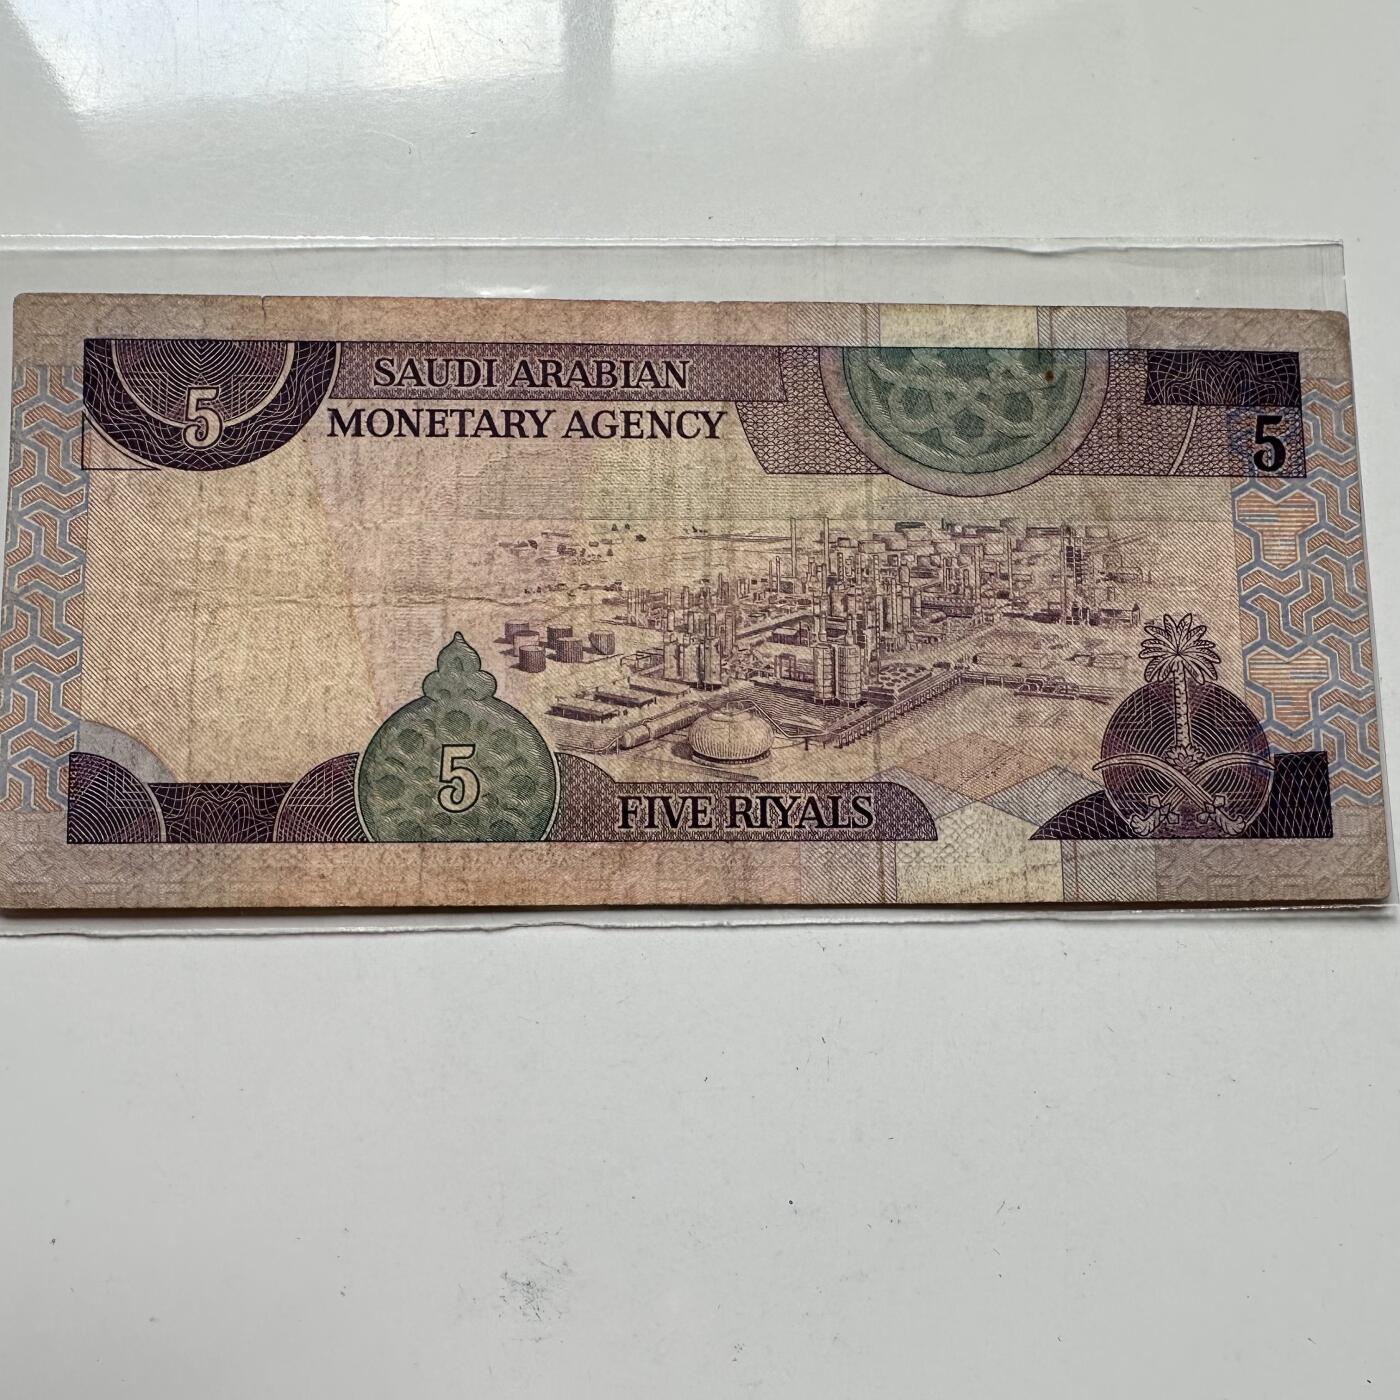 5
SAUDI ARABIAN
MONETARY AGENCY
5
5
FIVE RIYALS